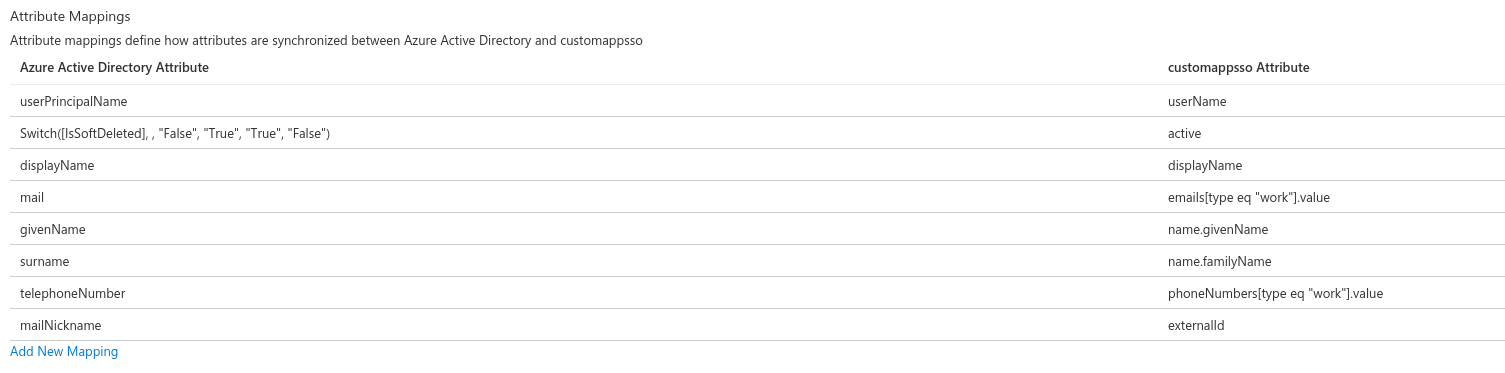 Attribute Mappings
Attribute mappings define how attributes are synchronized between Azure Active Directory and customappsso
Azure Active Directory Attribute customappsso Attribute
userPrincipalName userName
Switch([IsSoftDeleted], , "False", "True", "True", "False") active
displayName displayName
mail emails[type eq "work"].value
givenName name.givenName
surname name.familyName
telephoneNumber phoneNumbers[type eq "work"].value
mailNickname externalId
Add New Mapping